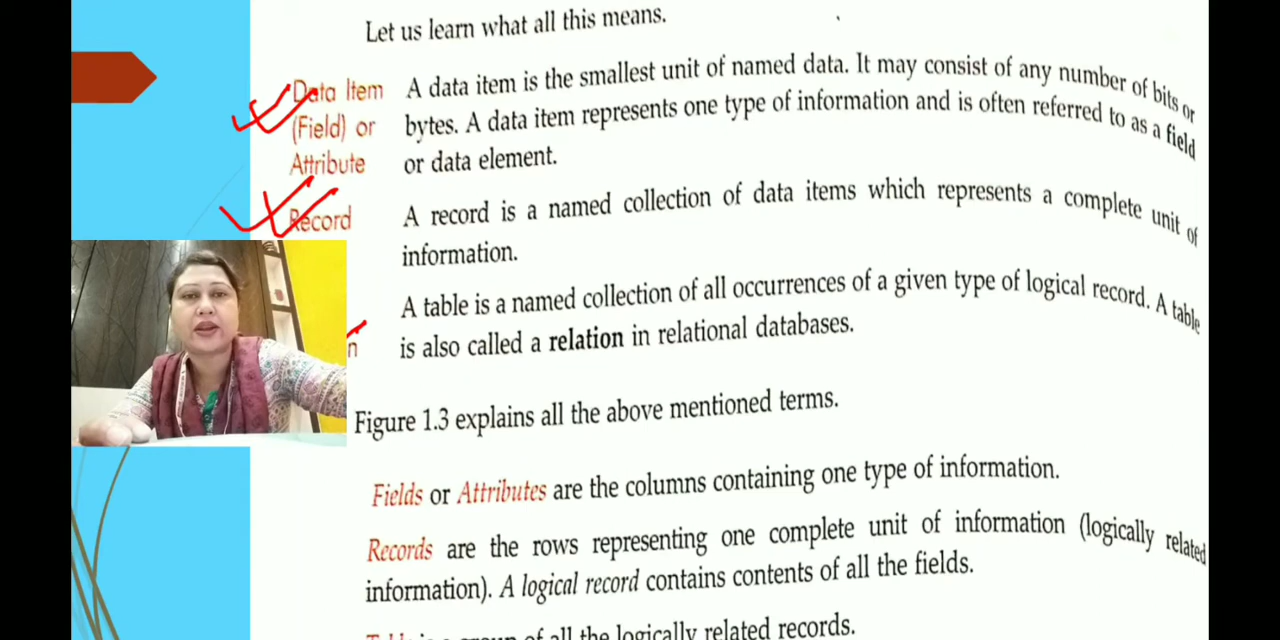 Let us learn what all this means.
Data Item
(Field) or
Attribute
A data item is the smallest unit of named data. It may consist of any number of bits or
bytes. A data item represents one type of information and is often referred to as a field
or data element.
Record
A record is a named collection of data items which represents a complete unit of
information.
A table is a named collection of all occurrences of a given type of logical record. A table
is also called a relation in relational databases.
n
Figure 1.3 explains all the above mentioned terms.
Fields or Attributes are the columns containing one type of information.
Records are the rows representing one complete unit of information (logically related
information). A logical record contains contents of all the fields.
Table is a group of all the logically related records.